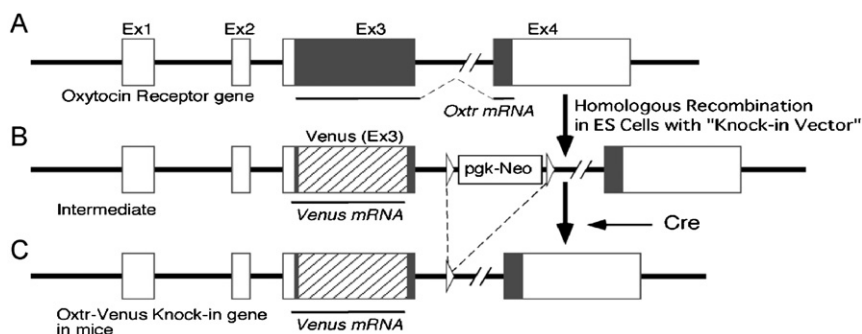 A
Ex1
Ex2
Ex3
Ex4
Oxytocin Receptor gene
Oxtr mRNA
Homologous Recombination
in ES Cells with "Knock-in Vector"
B
Venus (Ex3)
pgk-Neo
Intermediate
Venus mRNA
Cre
C
Oxtr-Venus Knock-in gene
in mice
Venus mRNA